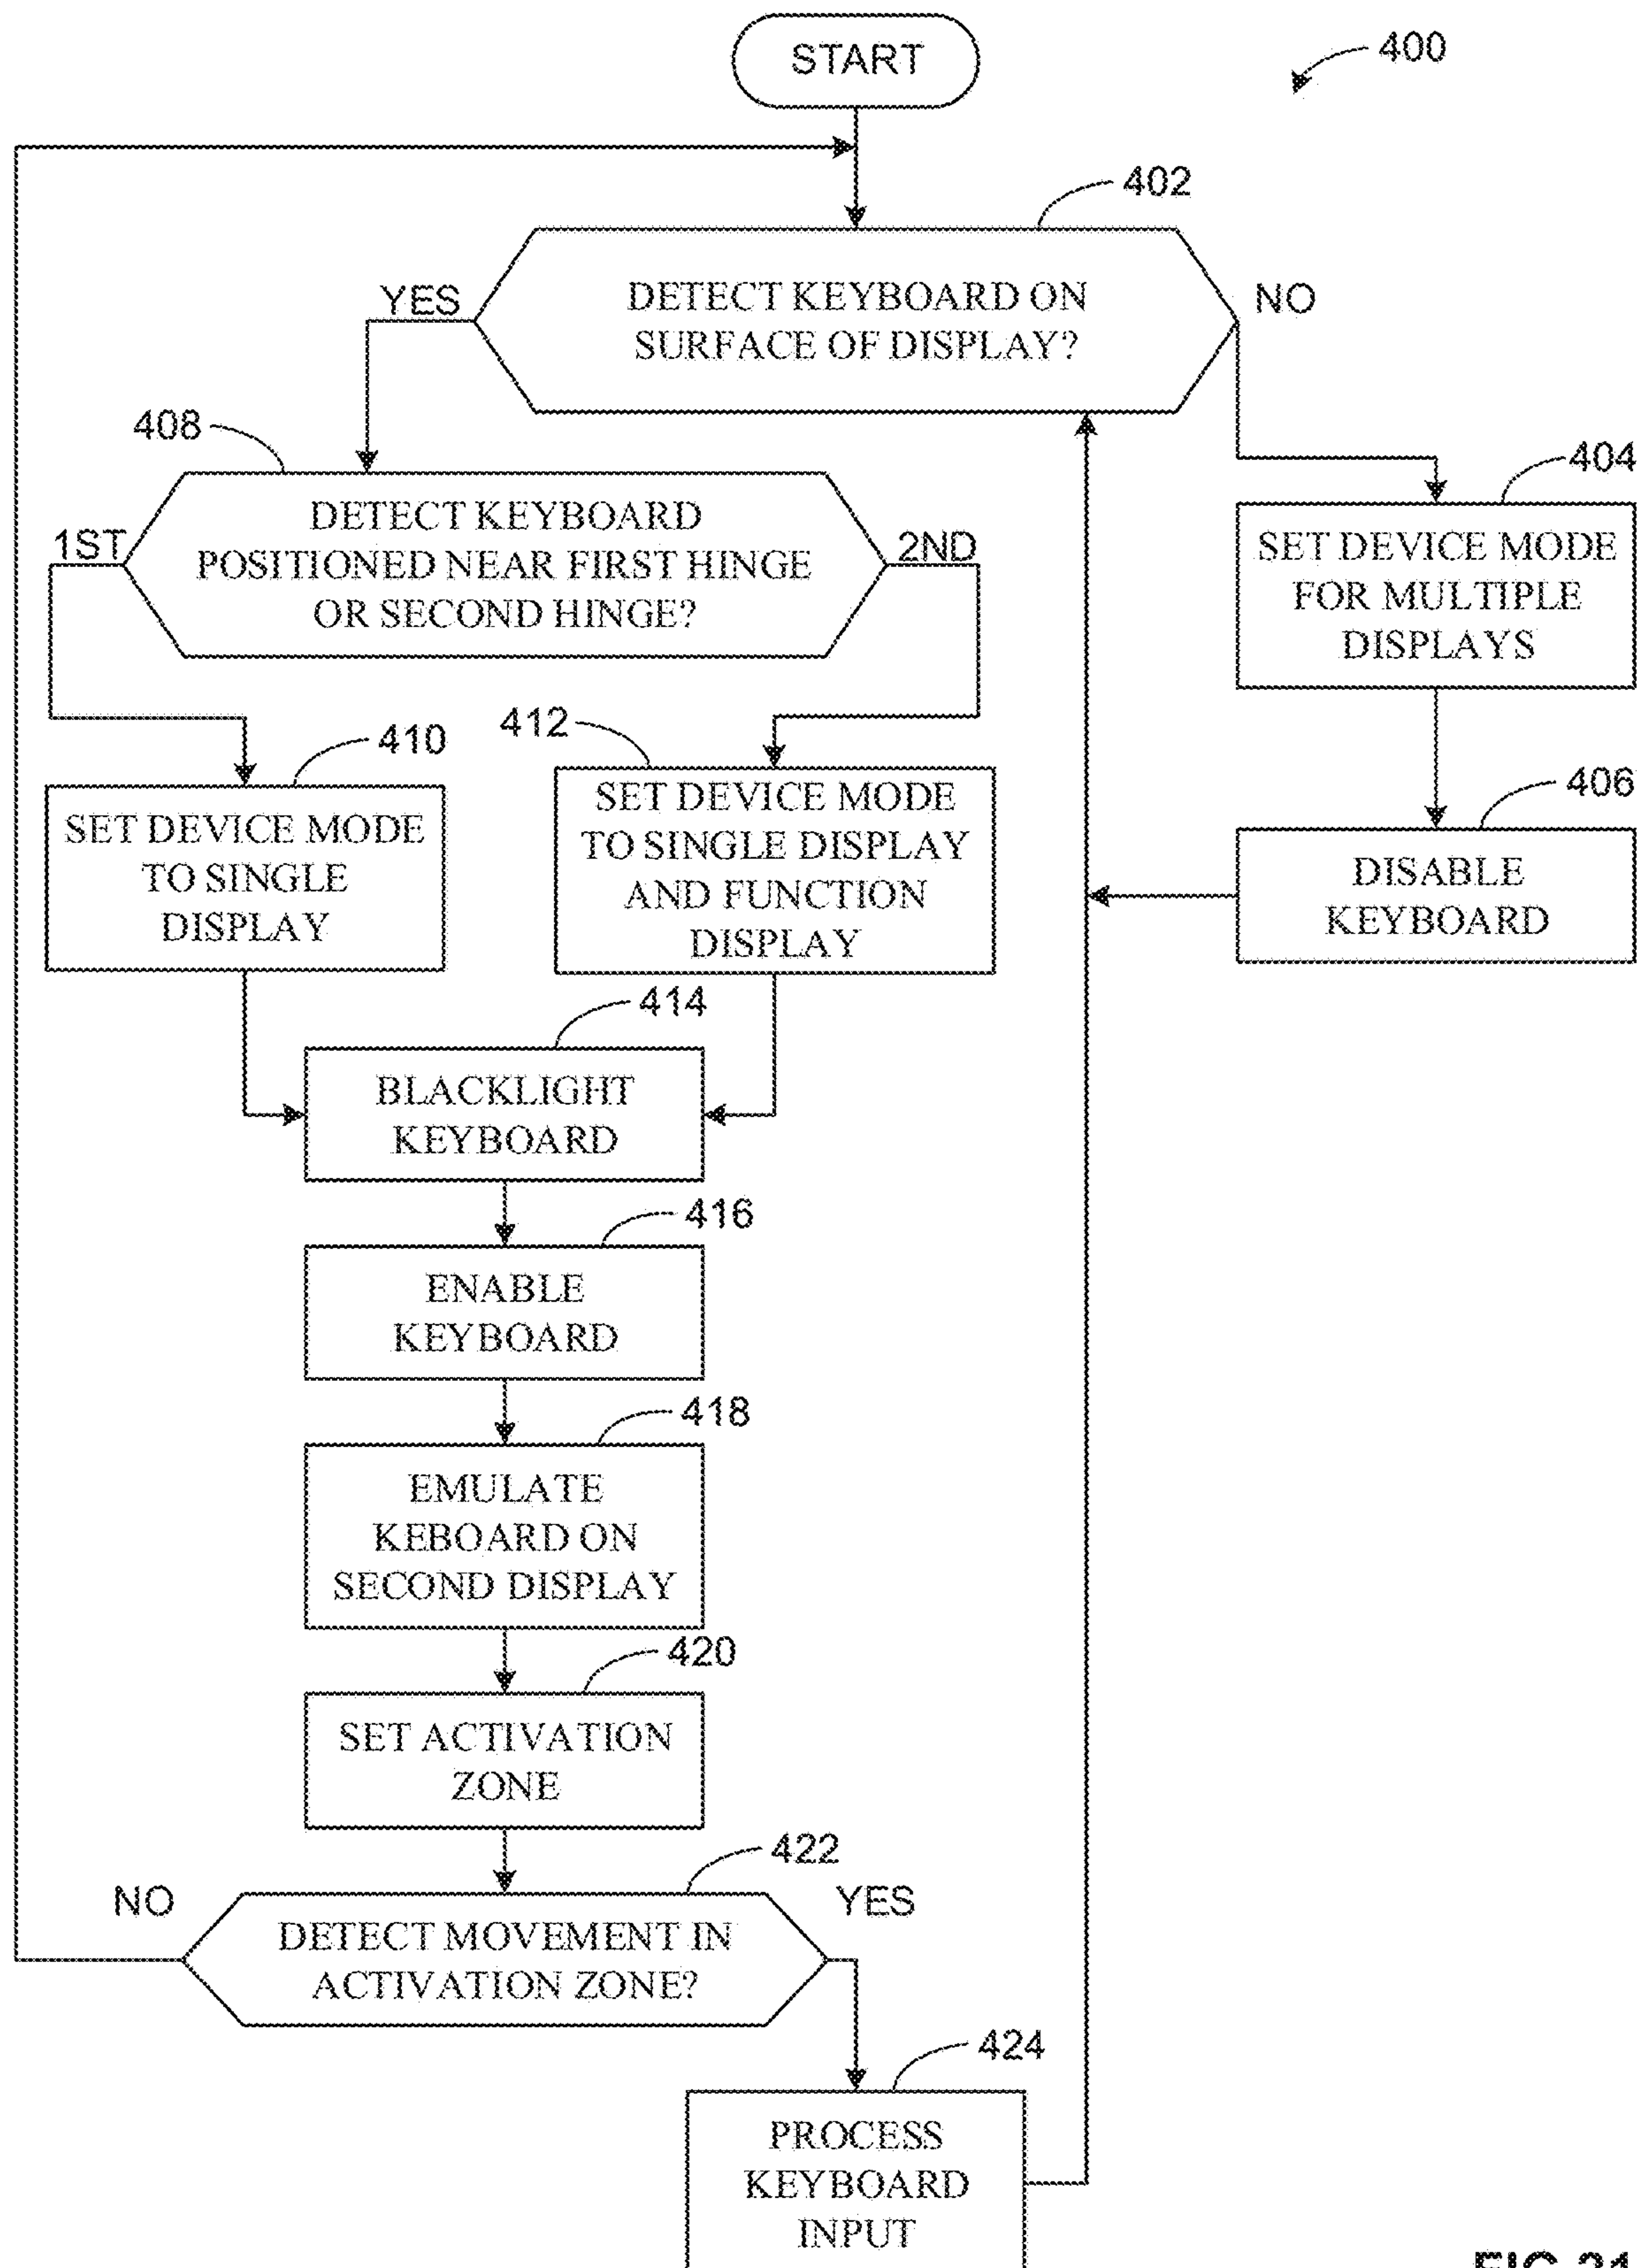 START
400
402
YES
DETECT KEYBOARD ON
SURFACE OF DISPLAY?
NO
408
404
1ST
DETECT KEYBOARD
POSITIONED NEAR FIRST HINGE
OR SECOND HINGE?
2ND
SET DEVICE MODE
FOR MULTIPLE
DISPLAYS
410
412
406
SET DEVICE MODE
TO SINGLE
DISPLAY
SET DEVICE MODE
TO SINGLE DISPLAY
AND FUNCTION
DISPLAY
DISABLE
KEYBOARD
414
BLACKLIGHT
KEYBOARD
416
ENABLE
KEYBOARD
418
EMULATE
KEBOARD ON
SECOND DISPLAY
420
SET ACTIVATION
ZONE
422
NO
YES
DETECT MOVEMENT IN
ACTIVATION ZONE?
424
PROCESS
KEYBOARD
INPUT